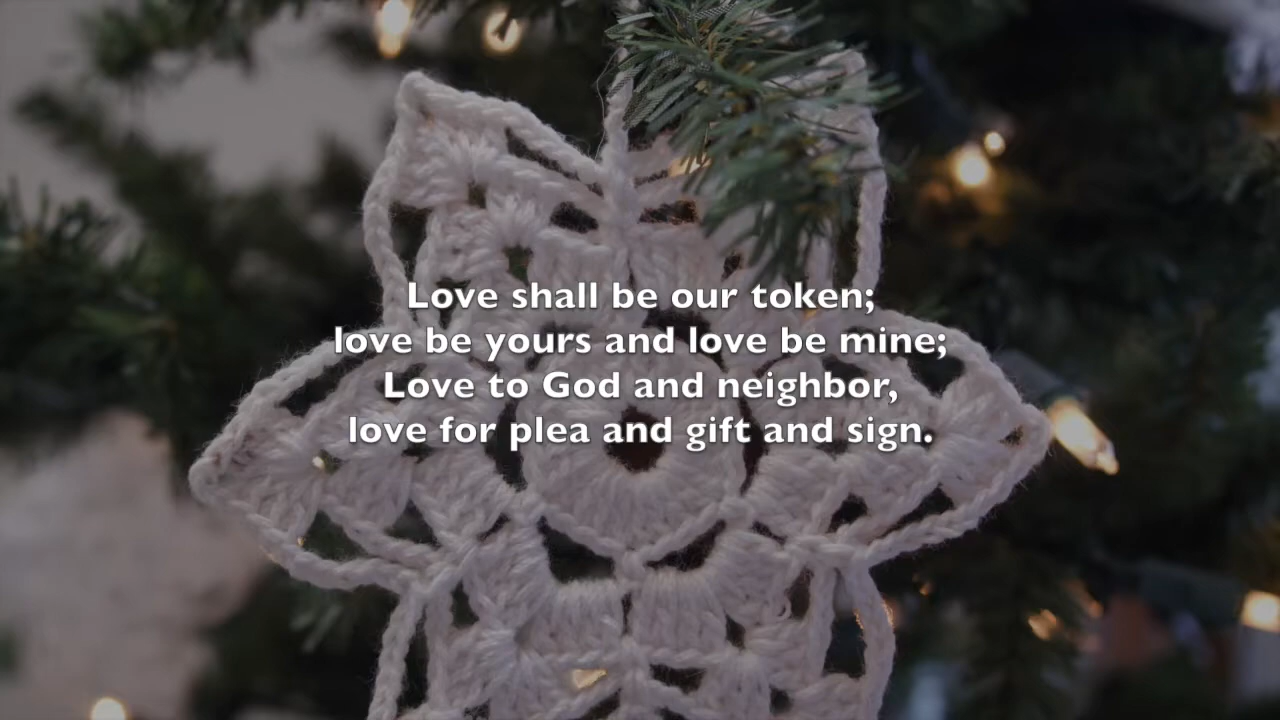 Love shall be our token;
love be yours and love be mine;
Love to God and neighbor,
love for plea and gift and sign.